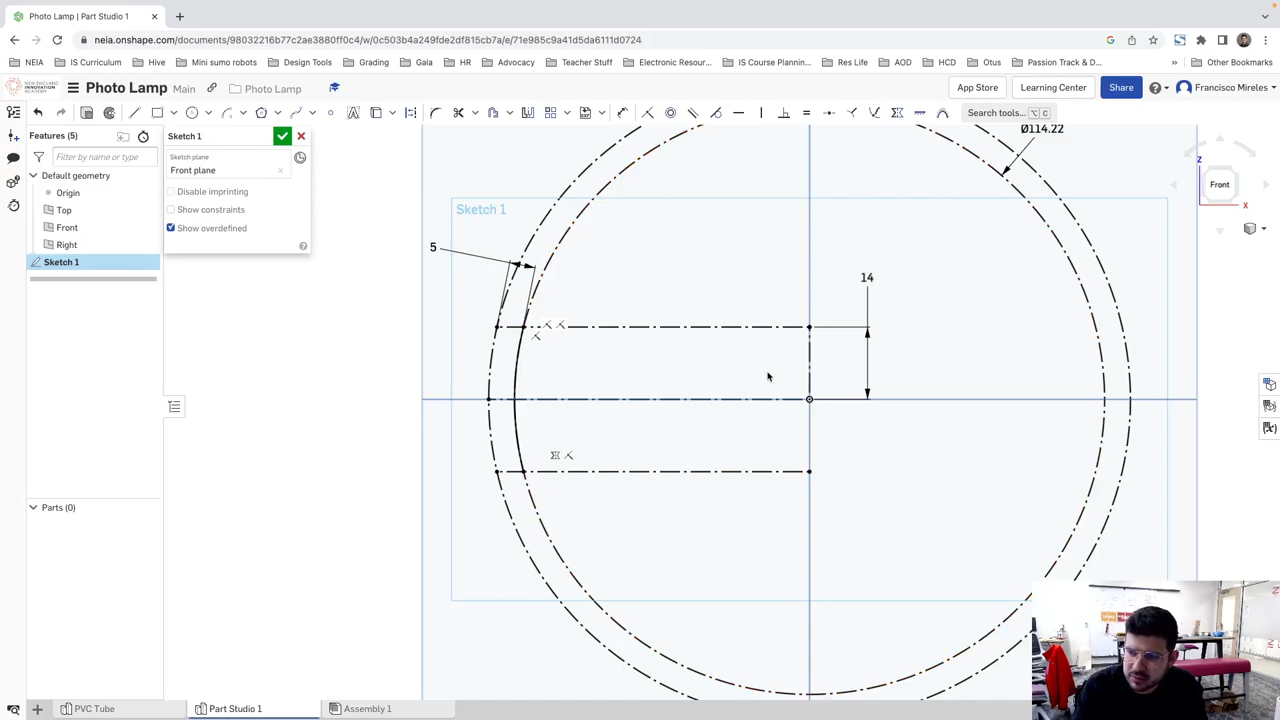 Photo Lamp | Part Studio 1
neia.onshape.com/documents/98032216b77c2ae3880ff0c4/w/0c503b4a249fde2df815cb7a/e/71e985c9a41d5da6111d0724
NEIA
IS Curriculum
Hive
Mini sumo robots
Design Tools
Grading
Gaia
HR
Advocacy
Teacher Stuff
Electronic Resour...
IS Course Plannin...
Res Life
AOD
HCD
Otus
Passion Track & D...
Other Bookmarks
Photo Lamp Main
Photo Lamp
App Store
Learning Center
Share
Francisco Mireles
Search tools...
Features (5)
Filter by name or type
Default geometry
Origin
Top
Front
Right
Sketch 1
Parts (0)
Sketch 1
Sketch plane
Front plane
Disable imprinting
Show constraints
Show overdefined
Sketch 1
Ø114.22
5
14
Z
Front
X
PVC Tube
Part Studio 1
Assembly 1